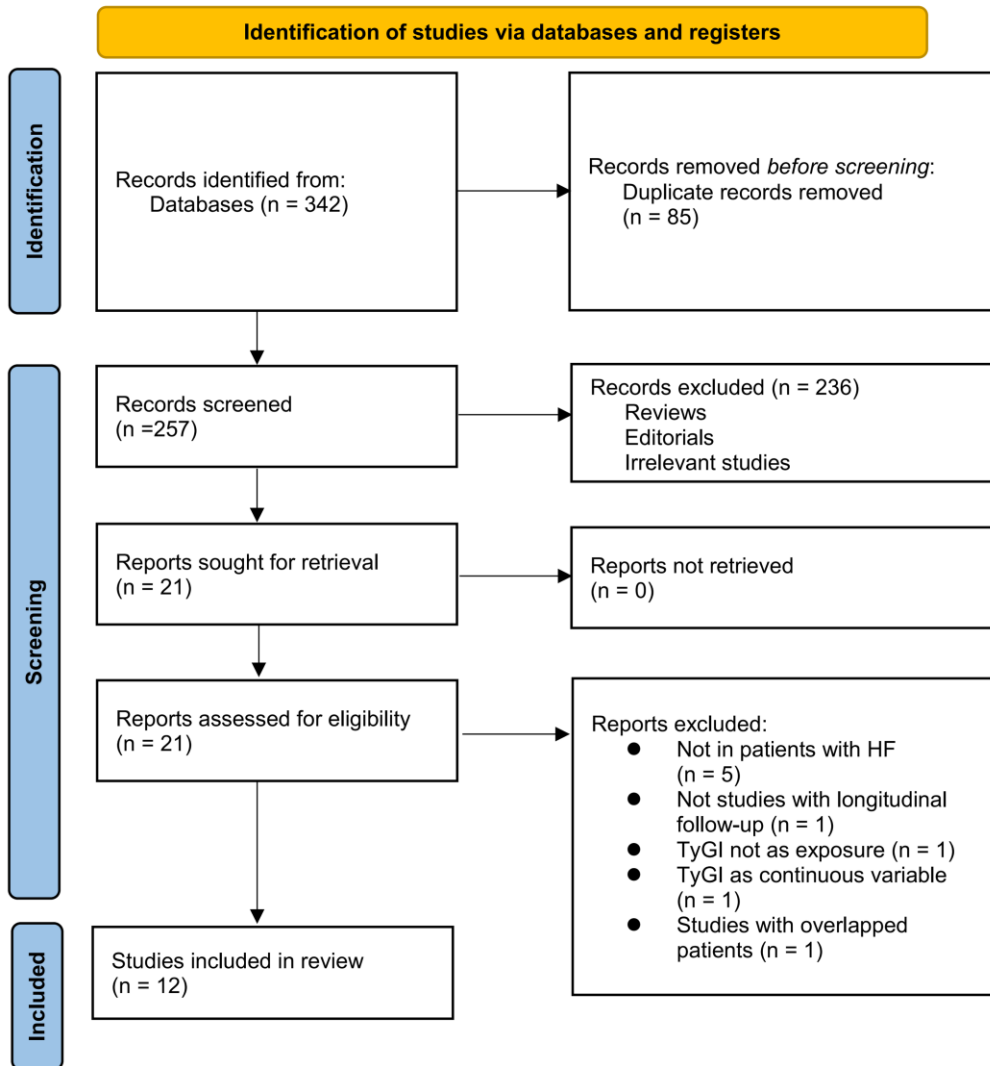 Identification of studies via databases and registers
Identification
Records identified from:
Databases (n = 342)
Records removed before screening:
Duplicate records removed
(n = 85)
Screening
Records screened
(n =257)
Records excluded (n = 236)
Reviews
Editorials
Irrelevant studies
Reports sought for retrieval
(n = 21)
Reports not retrieved
(n = 0)
Reports assessed for eligibility
(n = 21)
Reports excluded:
● Not in patients with HF
(n = 5)
● Not studies with longitudinal
follow-up (n = 1)
● TyGI not as exposure (n = 1)
● TyGI as continuous variable
(n = 1)
● Studies with overlapped
patients (n = 1)
Included
Studies included in review
(n = 12)